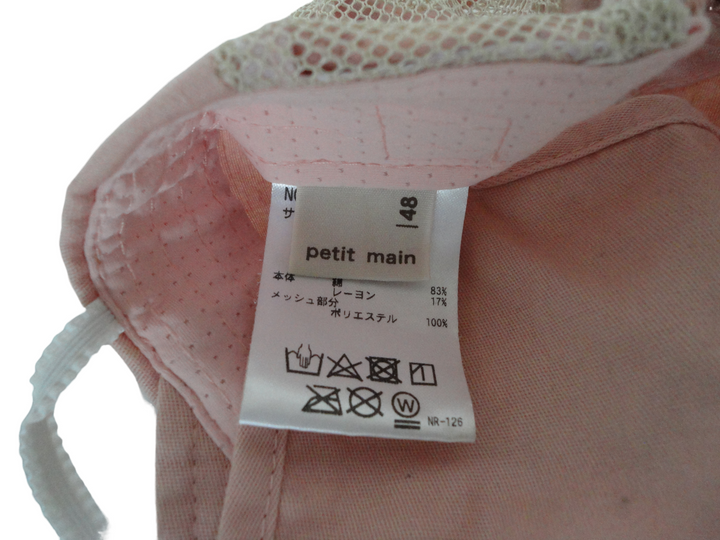 48
petit main
本体
綿
83%
レーヨン
17%
メッシュ部分
ポリエステル
100%
W
NR-126